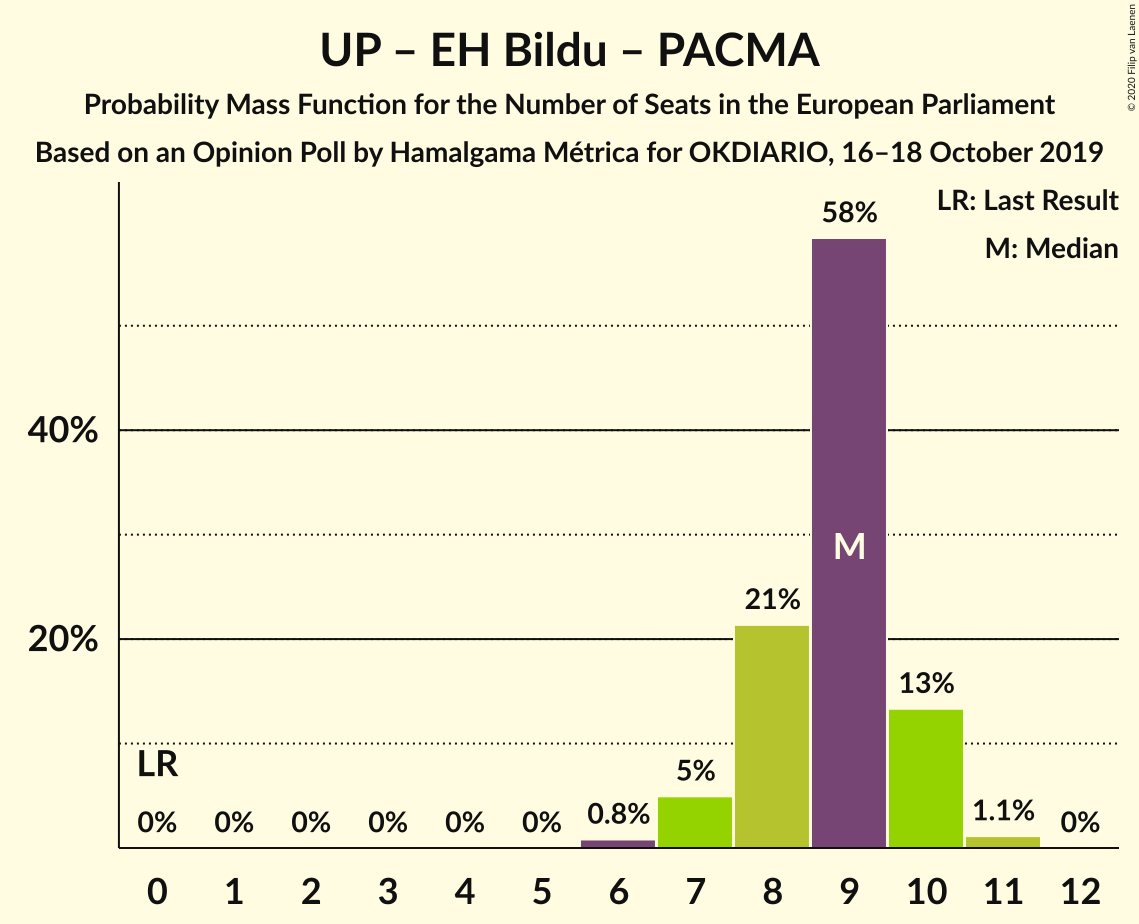 UP – EH Bildu – PACMA
Probability Mass Function for the Number of Seats in the European Parliament
Based on an Opinion Poll by Hamalgama Métrica for OKDIARIO, 16–18 October 2019
© 2020 Filip van Laenen
LR: Last Result
M: Median
58%
40%
M
21%
20%
13%
LR
5%
0% 0% 0% 0% 0% 0% 0.8% 1.1% 0%
0 1 2 3 4 5 6 7 8 9 10 11 12